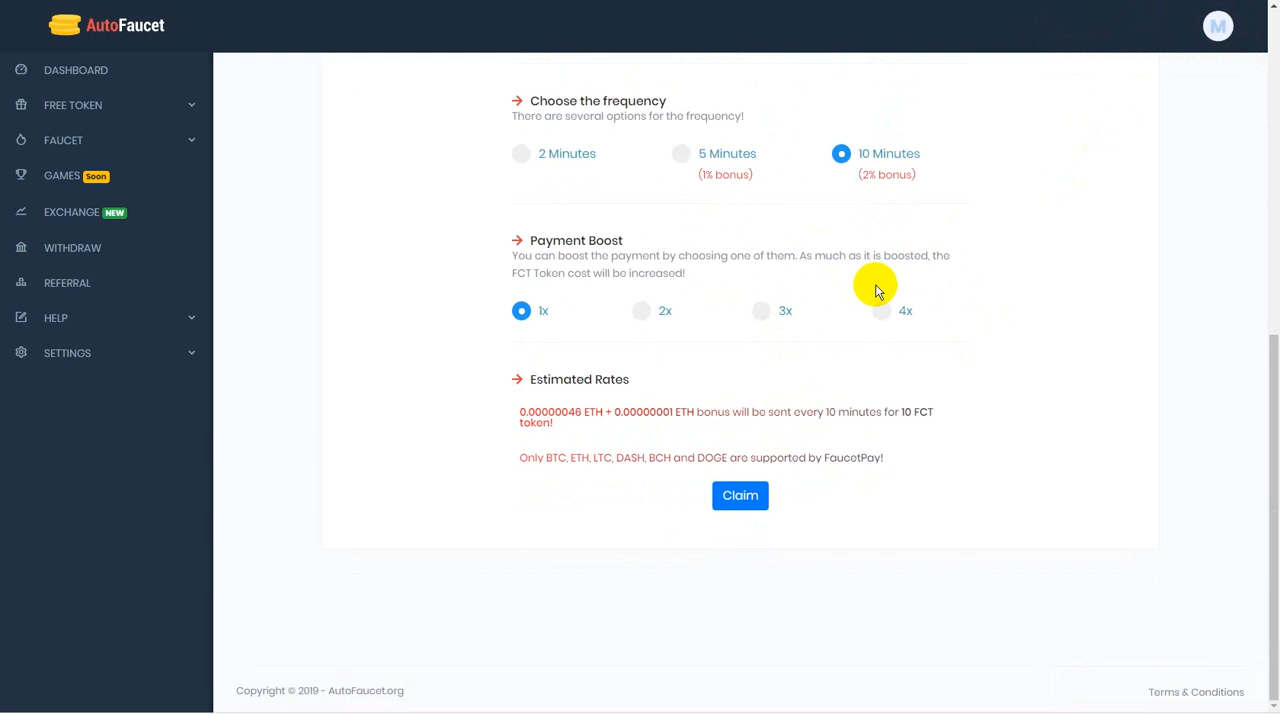 AutoFaucet
M
DASHBOARD
FREE TOKEN
FAUCET
GAMES Soon
EXCHANGE NEW
WITHDRAW
REFERRAL
HELP
SETTINGS
Choose the frequency
There are several options for the frequency!
2 Minutes
5 Minutes
(1% bonus)
10 Minutes
(2% bonus)
Payment Boost
You can boost the payment by choosing one of them. As much as it is boosted, the
FCT Token cost will be increased!
1x
2x
3x
4x
Estimated Rates
0.00000046 ETH + 0.00000001 ETH bonus will be sent every 10 minutes for 10 FCT
token!
Only BTC, ETH, LTC, DASH, BCH and DOGE are supported by FaucetPay!
Claim
Copyright © 2019 - AutoFaucet.org
Terms & Conditions